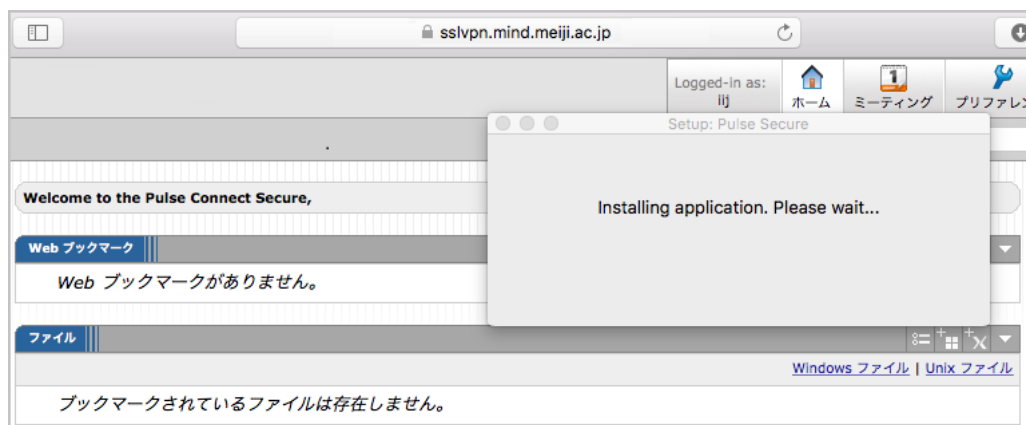 sslvpn.mind.meiji.ac.jp
Logged-in as:
iij
ホーム
ミーティング
プリファレン
Setup: Pulse Secure
Installing application. Please wait...
.
Welcome to the Pulse Connect Secure,
Web ブックマーク
Web ブックマークがありません。
ファイル
Windows ファイル | Unix ファイル
ブックマークされているファイルは存在しません。